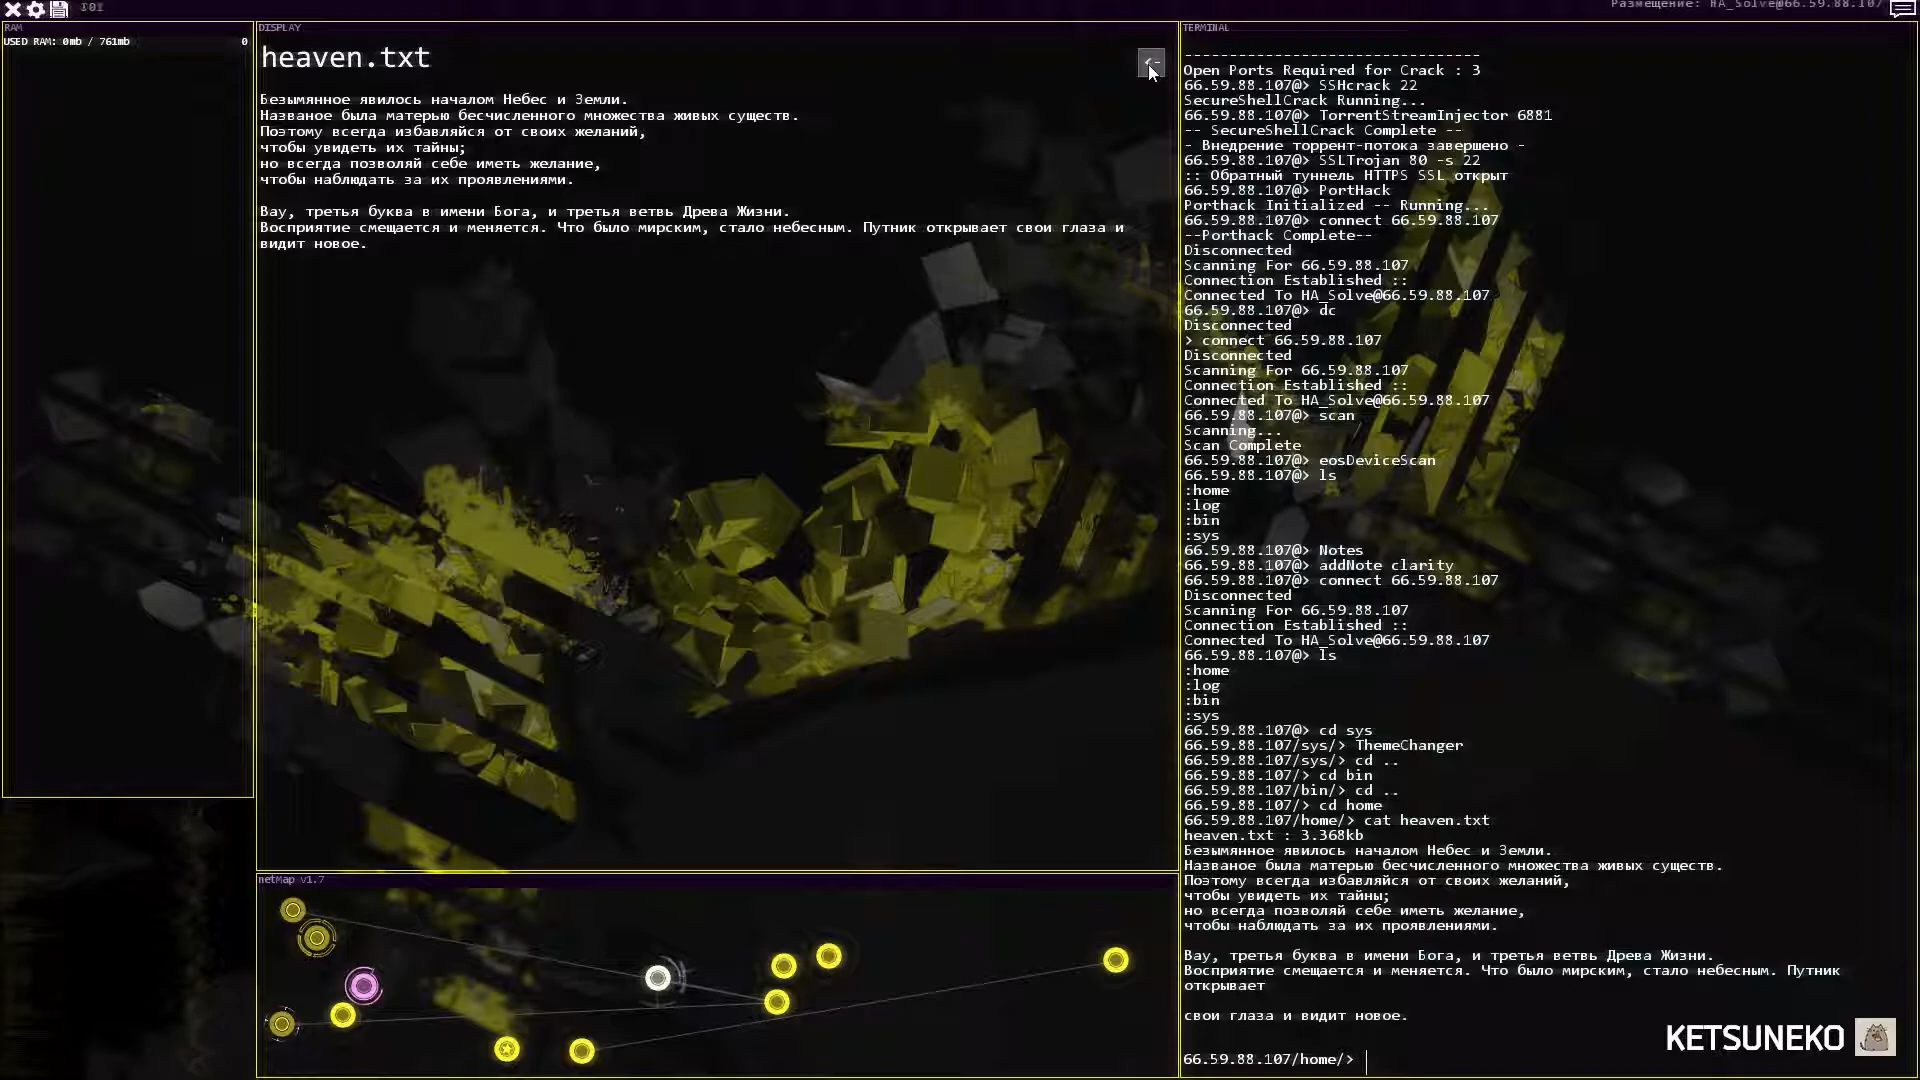 101
Размещение: HA_Solve@66.59.88.107
RAM
USED RAM: 0mb / 761mb 0
DISPLAY
heaven.txt
<-
Безымянное явилось началом Небес и Земли.
Названое была матерью бесчисленного множества живых существ.
Поэтому всегда избавляйся от своих желаний,
чтобы увидеть их тайны;
но всегда позволяй себе иметь желание,
чтобы наблюдать за их проявлениями.
Вау, третья буква в имени Бога, и третья ветвь Древа Жизни.
Восприятие смещается и меняется. Что было мирским, стало небесным. Путник открывает свои глаза и
видит новое.
netMap v1.7
TERMINAL
---------------------------------
Open Ports Required for Crack : 3
66.59.88.107@> SSHcrack 22
SecureShellCrack Running...
66.59.88.107@> TorrentStreamInjector 6881
-- SecureShellCrack Complete --
- Внедрение торрент-потока завершено -
66.59.88.107@> SSLTrojan 80 -s 22
:: Обратный туннель HTTPS SSL открыт
66.59.88.107@> PortHack
Porthack Initialized -- Running...
66.59.88.107@> connect 66.59.88.107
--Porthack Complete--
Disconnected
Scanning For 66.59.88.107
Connection Established ::
Connected To HA_Solve@66.59.88.107
66.59.88.107@> dc
Disconnected
> connect 66.59.88.107
Disconnected
Scanning For 66.59.88.107
Connection Established ::
Connected To HA_Solve@66.59.88.107
66.59.88.107@> scan
Scanning...
Scan Complete
66.59.88.107@> eosDeviceScan
66.59.88.107@> ls
:home
:log
:bin
:sys
66.59.88.107@> Notes
66.59.88.107@> addNote clarity
66.59.88.107@> connect 66.59.88.107
Disconnected
Scanning For 66.59.88.107
Connection Established ::
Connected To HA_Solve@66.59.88.107
66.59.88.107@> ls
:home
:log
:bin
:sys
66.59.88.107@> cd sys
66.59.88.107/sys/> ThemeChanger
66.59.88.107/sys/> cd ..
66.59.88.107/> cd bin
66.59.88.107/bin/> cd ..
66.59.88.107/> cd home
66.59.88.107/home/> cat heaven.txt
heaven.txt : 3.368kb
Безымянное явилось началом Небес и Земли.
Названое была матерью бесчисленного множества живых существ.
Поэтому всегда избавляйся от своих желаний,
чтобы увидеть их тайны;
но всегда позволяй себе иметь желание,
чтобы наблюдать за их проявлениями.
Вау, третья буква в имени Бога, и третья ветвь Древа Жизни.
Восприятие смещается и меняется. Что было мирским, стало небесным. Путник
открывает
свои глаза и видит новое.
66.59.88.107/home/>
KETSUNEKO